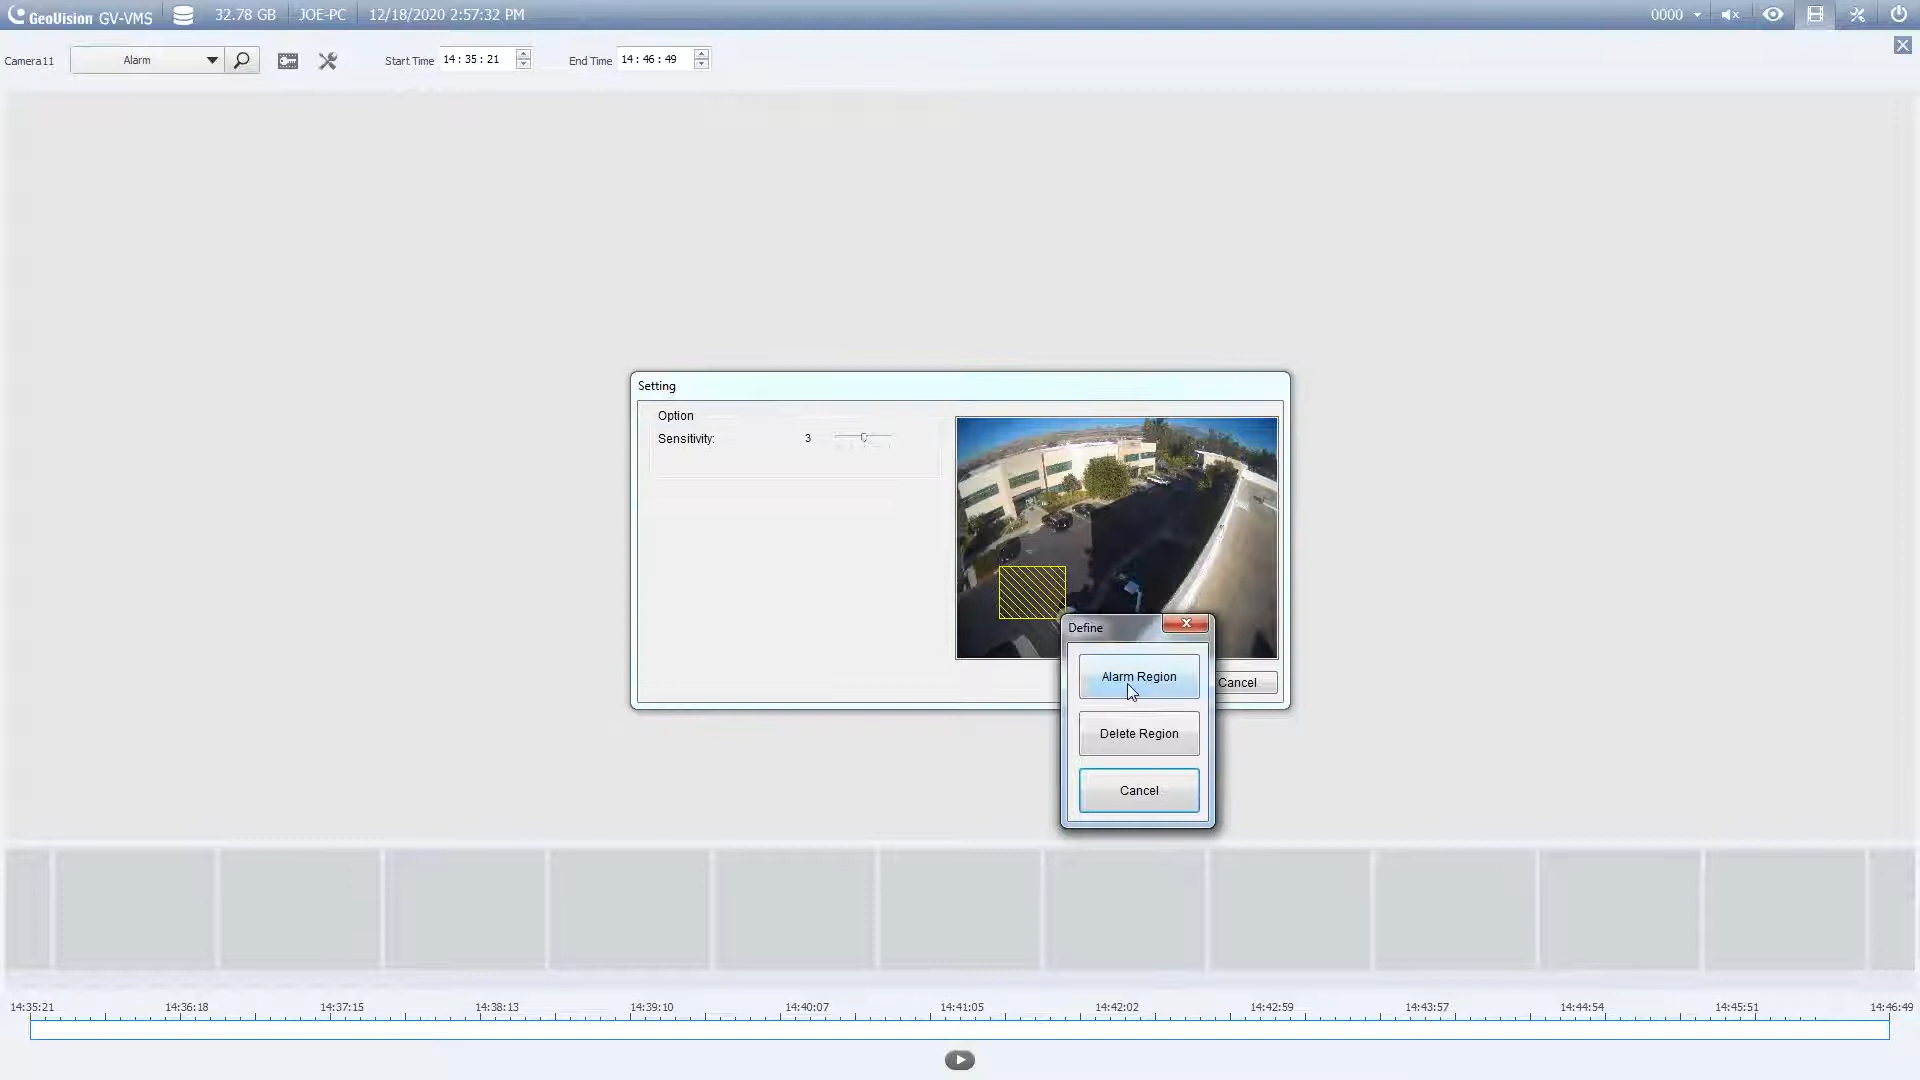 GeoVision GV-VMS 32.78 GB JOE-PC 12/18/2020 2:57:32 PM 0000
Camera11 Alarm Start Time 14 : 35 : 21 End Time 14 : 46 : 49
Setting
Option
Sensitivity: 3
Define
Alarm Region
Cancel
Delete Region
Cancel
14:35:21 14:36:18 14:37:15 14:38:13 14:39:10 14:40:07 14:41:05 14:42:02 14:42:59 14:43:57 14:44:54 14:45:51 14:46:49